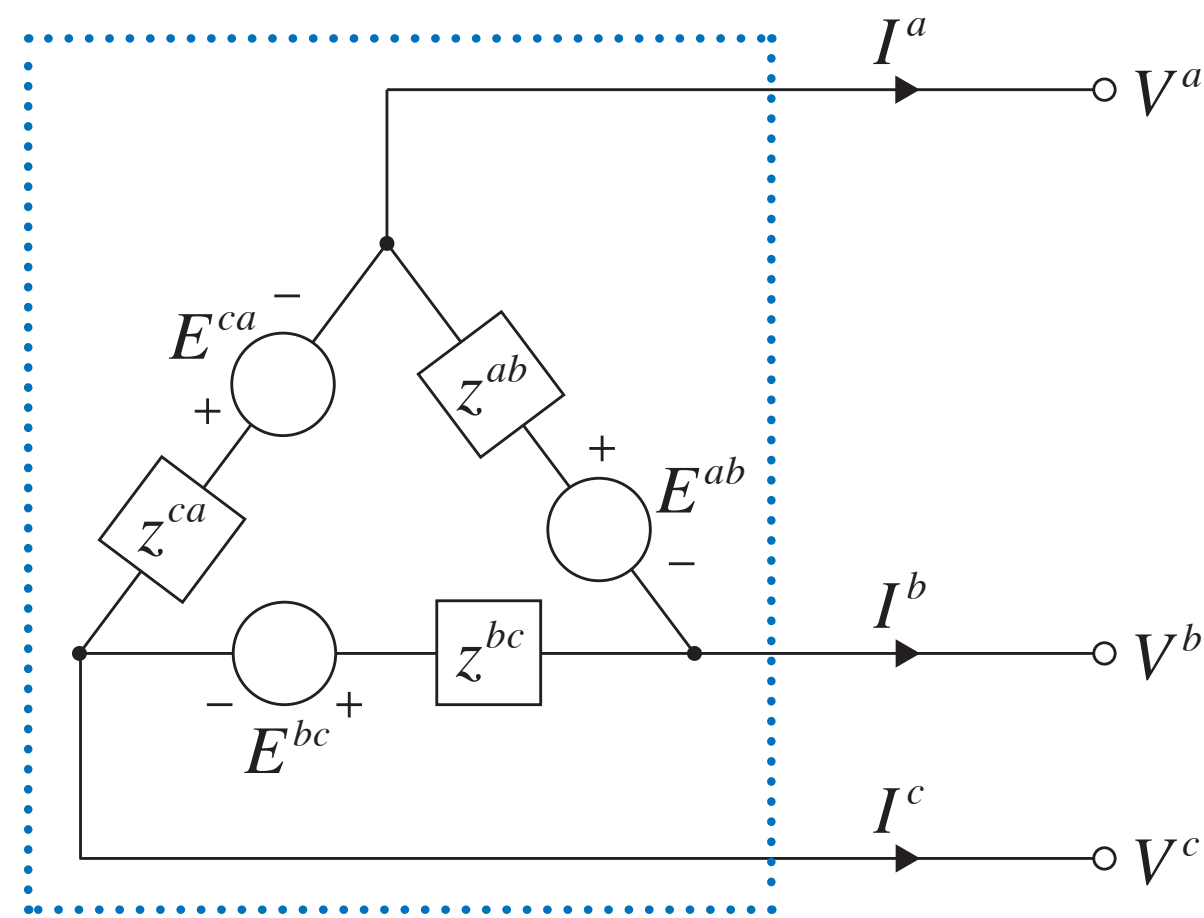 I^a
V^a
−
E^ca
+
z^ab
+
E^ab
−
z^ca
I^b
z^bc
V^b
− +
E^bc
I^c
V^c